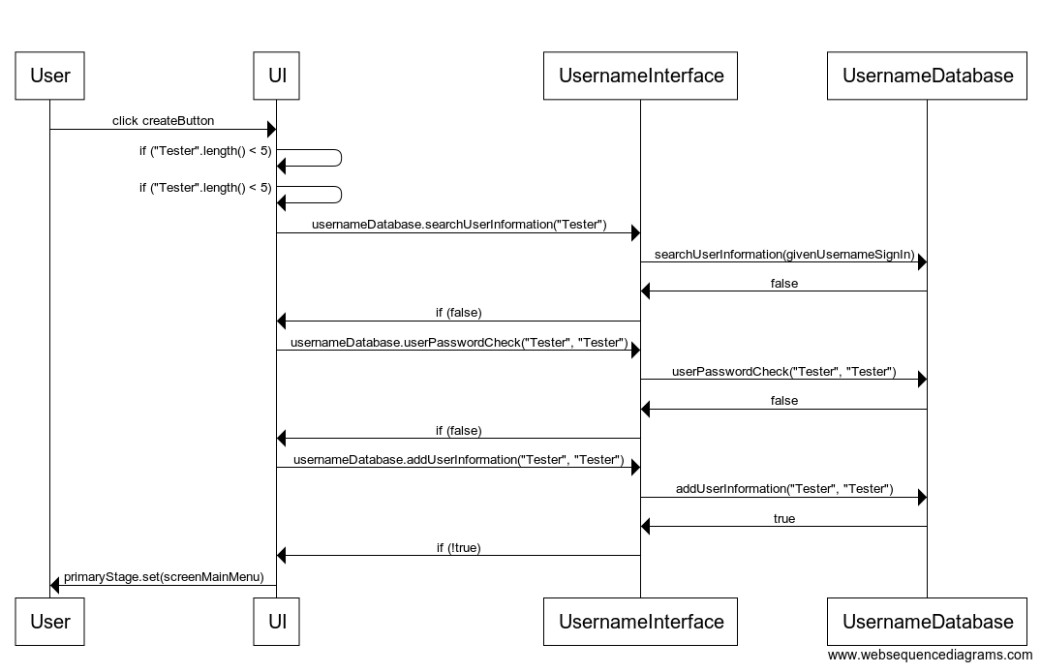 User
UI
UsernameInterface
UsernameDatabase
click createButton
if ("Tester".length() < 5)
if ("Tester".length() < 5)
usernameDatabase.searchUserInformation("Tester")
searchUserInformation(givenUsernameSignIn)
false
if (false)
usernameDatabase.userPasswordCheck("Tester", "Tester")
userPasswordCheck("Tester", "Tester")
false
if (false)
usernameDatabase.addUserInformation("Tester", "Tester")
addUserInformation("Tester", "Tester")
true
if (!true)
primaryStage.set(screenMainMenu)
User
UI
UsernameInterface
UsernameDatabase
www.websequencediagrams.com